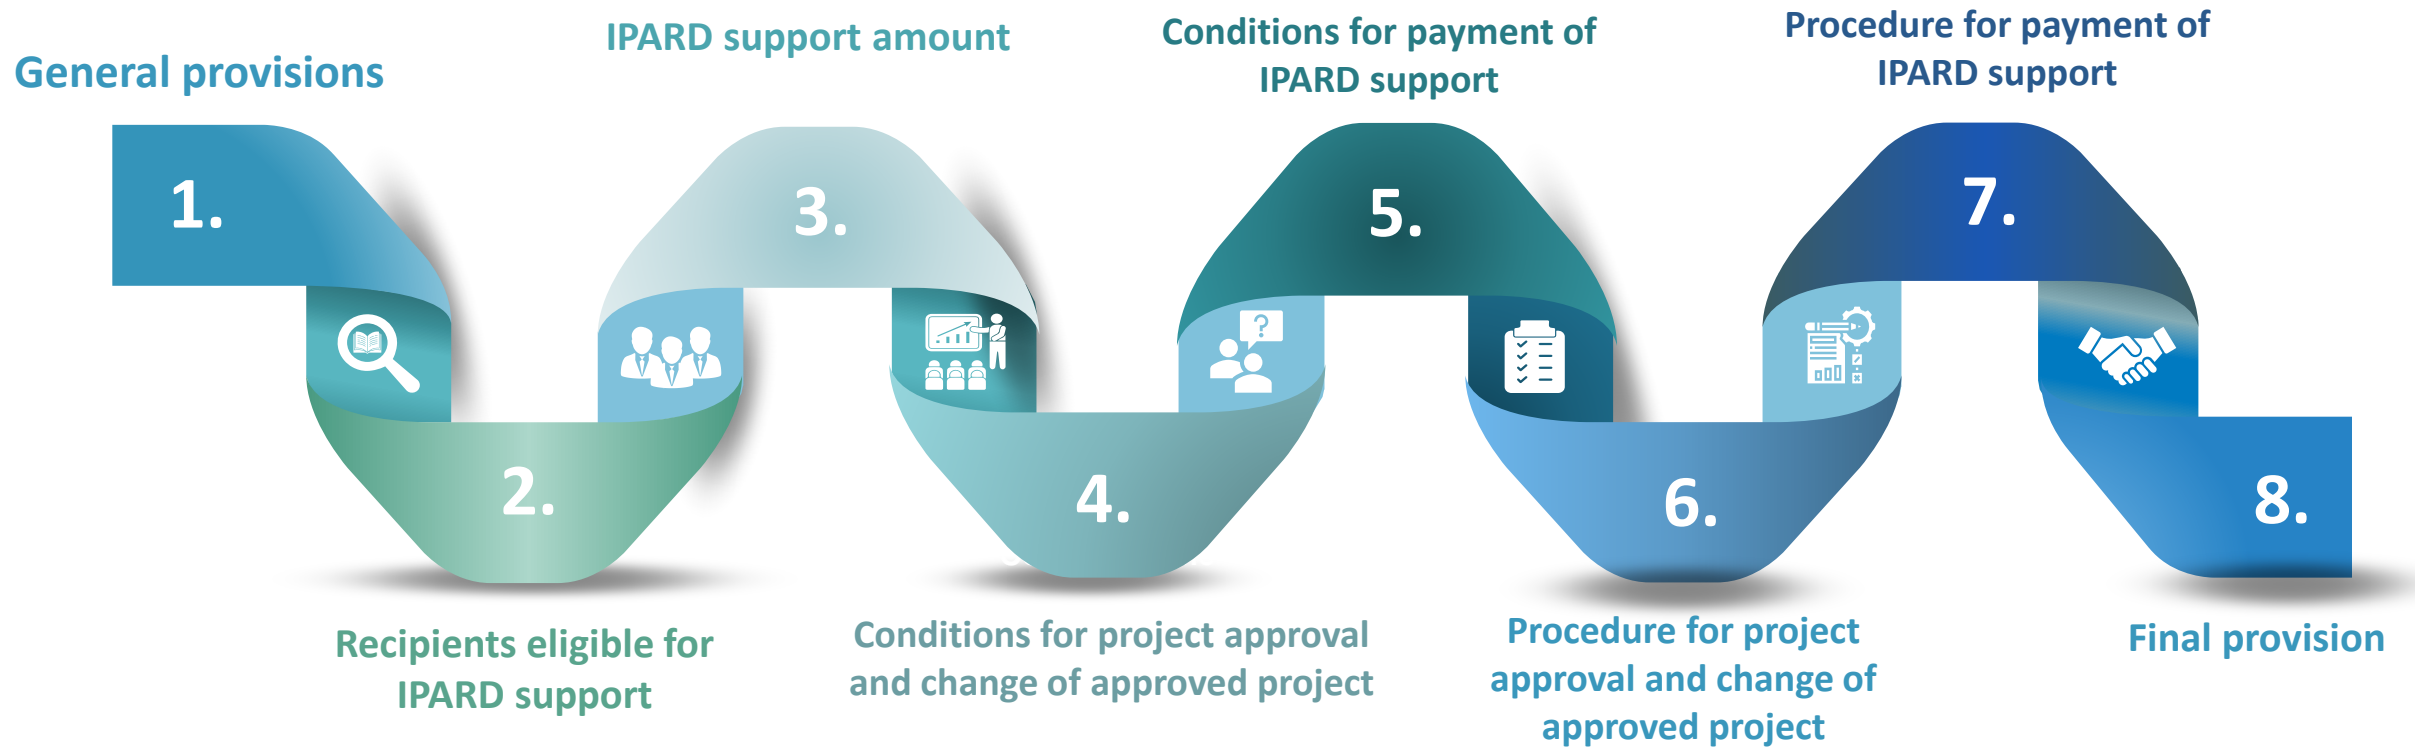 General provisions
1.
2.
Recipients eligible for
IPARD support
IPARD support amount
3.
4.
Conditions for project approval
and change of approved project
Conditions for payment of
IPARD support
5.
?
6.
Procedure for project
approval and change of
approved project
Procedure for payment of
IPARD support
7.
8.
Final provision